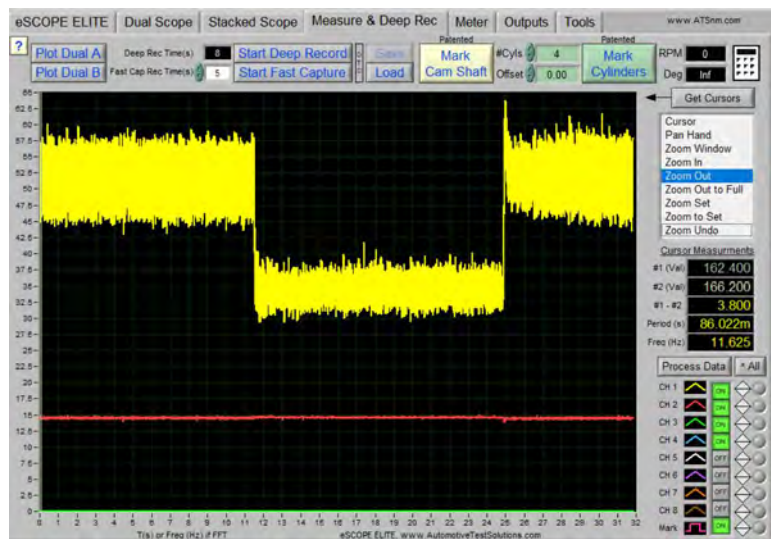 eSCOPE ELITE Dual Scope Stacked Scope Measure & Deep Rec Meter Outputs Tools www.ATSnm.com
Patented Patented
? Plot Dual A Deep Rec Time(s) 8 Start Deep Record Save Mark Cam Shaft #Cyls 4 Mark Cylinders RPM 0
Plot Dual B Fast Cap Rec Time(s) 5 Start Fast Capture Load Offset 0.00 Deg Inf
Get Cursors
Cursor
Pan Hand
Zoom Window
Zoom In
Zoom Out
Zoom Out to Full
Zoom Set
Zoom to Set
Zoom Undo
Cursor Measurments
#1 (Val) 162.400
#2 (Val) 166.200
#1 - #2 3.800
Period (s) 86.022m
Freq (Hz) 11.625
Process Data * All
CH 1 ON
CH 2 ON
CH 3 ON
CH 4 ON
CH 5 OFF
CH 6 OFF
CH 7 OFF
CH 8 OFF
Mark ON
65-
62.5-
60-
57.5-
55-
52.5-
50-
47.5-
45-
42.5-
40-
37.5-
35-
32.5-
30-
27.5-
25-
22.5-
20-
17.5-
15-
12.5-
10-
7.5-
5-
2.5-
0 1 2 3 4 5 6 7 8 9 10 11 12 13 14 15 16 17 18 19 20 21 22 23 24 25 26 27 28 29 30 31 32
T(s) or Freq (Hz) if FFT eSCOPE ELITE, www.AutomotiveTestSolutions.com